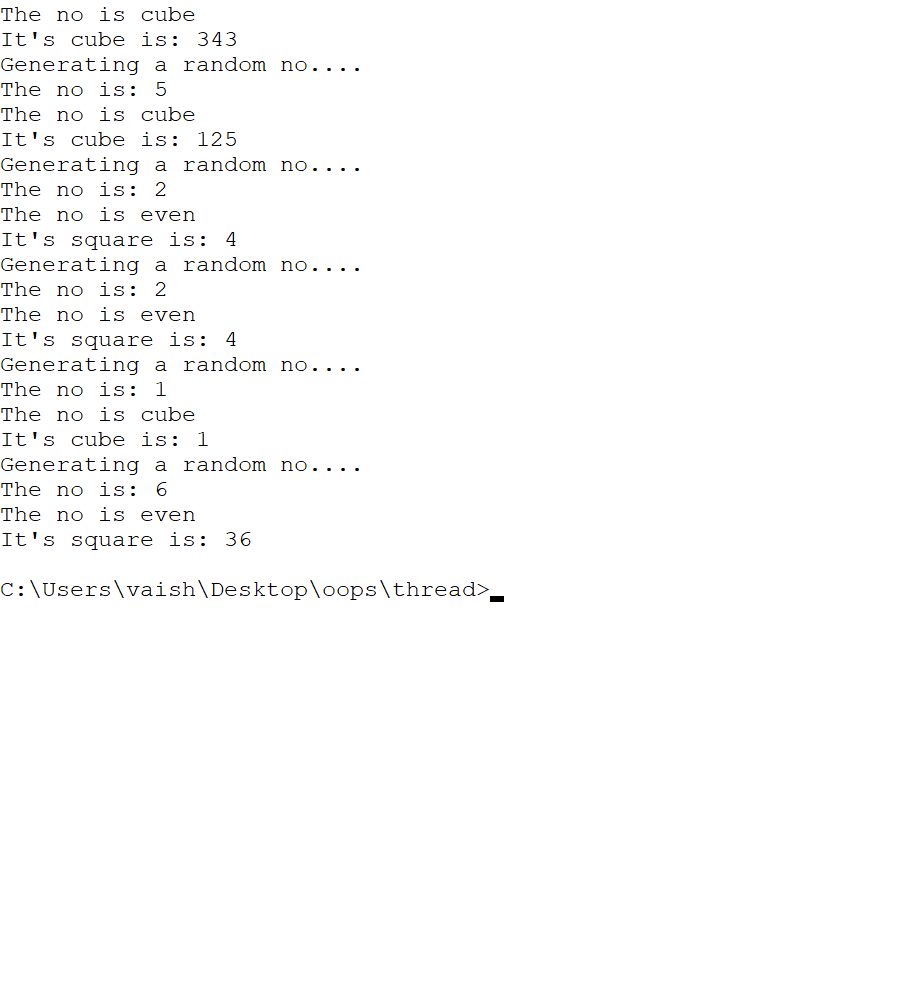 The no is cube
It's cube is: 343
Generating a random no....
The no is: 5
The no is cube
It's cube is: 125
Generating a random no....
The no is: 2
The no is even
It's square is: 4
Generating a random no....
The no is: 2
The no is even
It's square is: 4
Generating a random no....
The no is: 1
The no is cube
It's cube is: 1
Generating a random no....
The no is: 6
The no is even
It's square is: 36
C:\Users\vaish\Desktop\oops\thread>